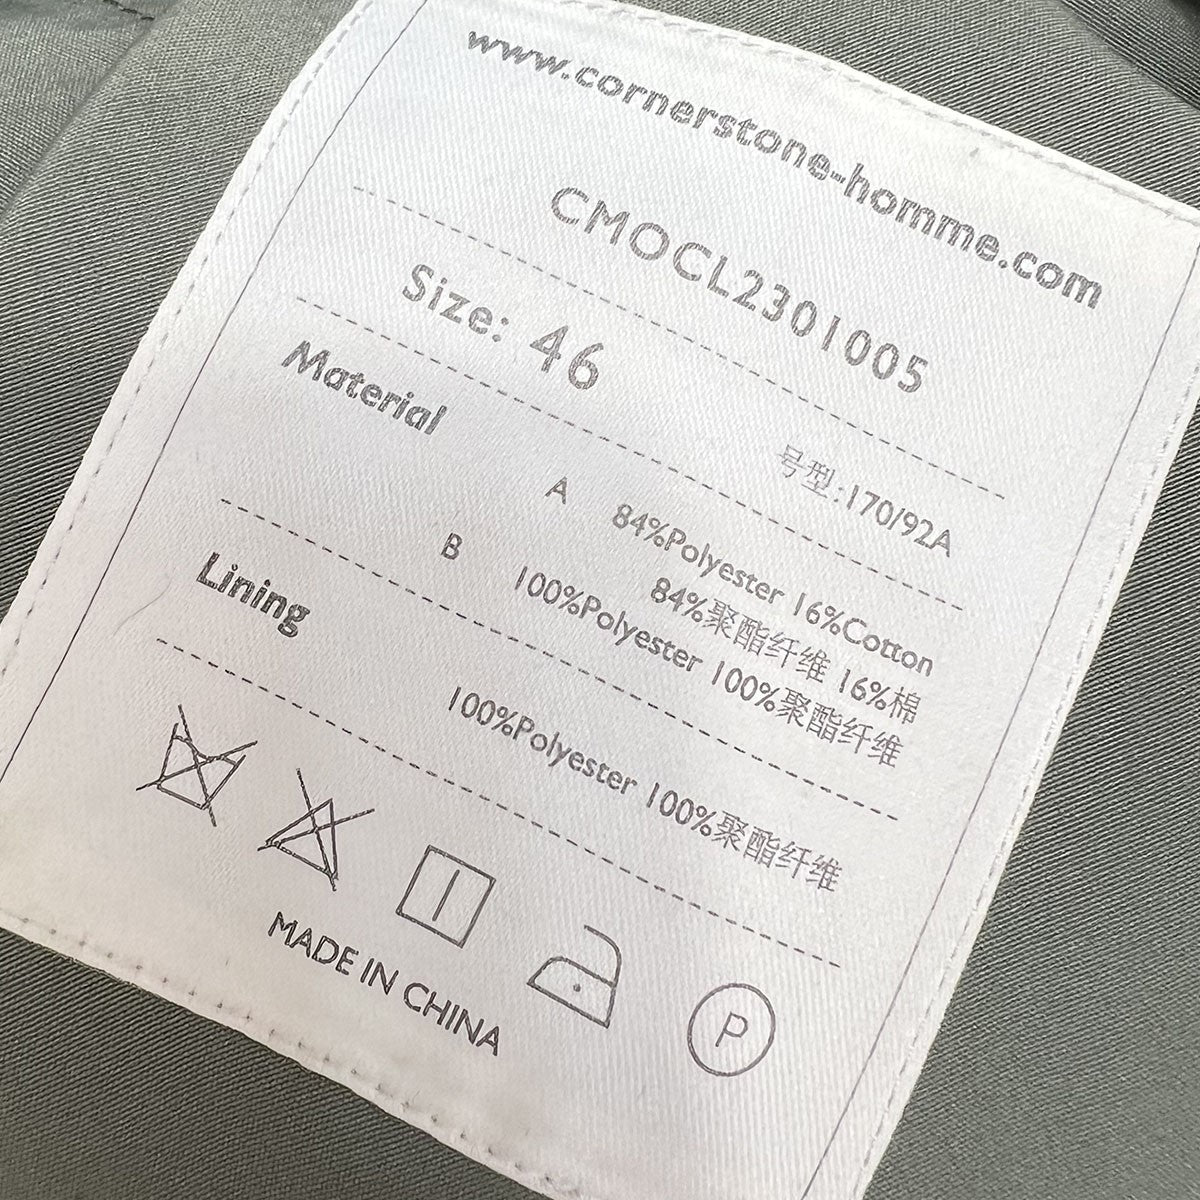 www.cornerstone-homme.com
CMOCL2301005
Size: 46 号型:170/92A
Material
A 84%Polyester 16%Cotton
84%聚酯纤维 16%棉
B 100%Polyester 100%聚酯纤维
Lining
100%Polyester 100%聚酯纤维
P
MADE IN CHINA